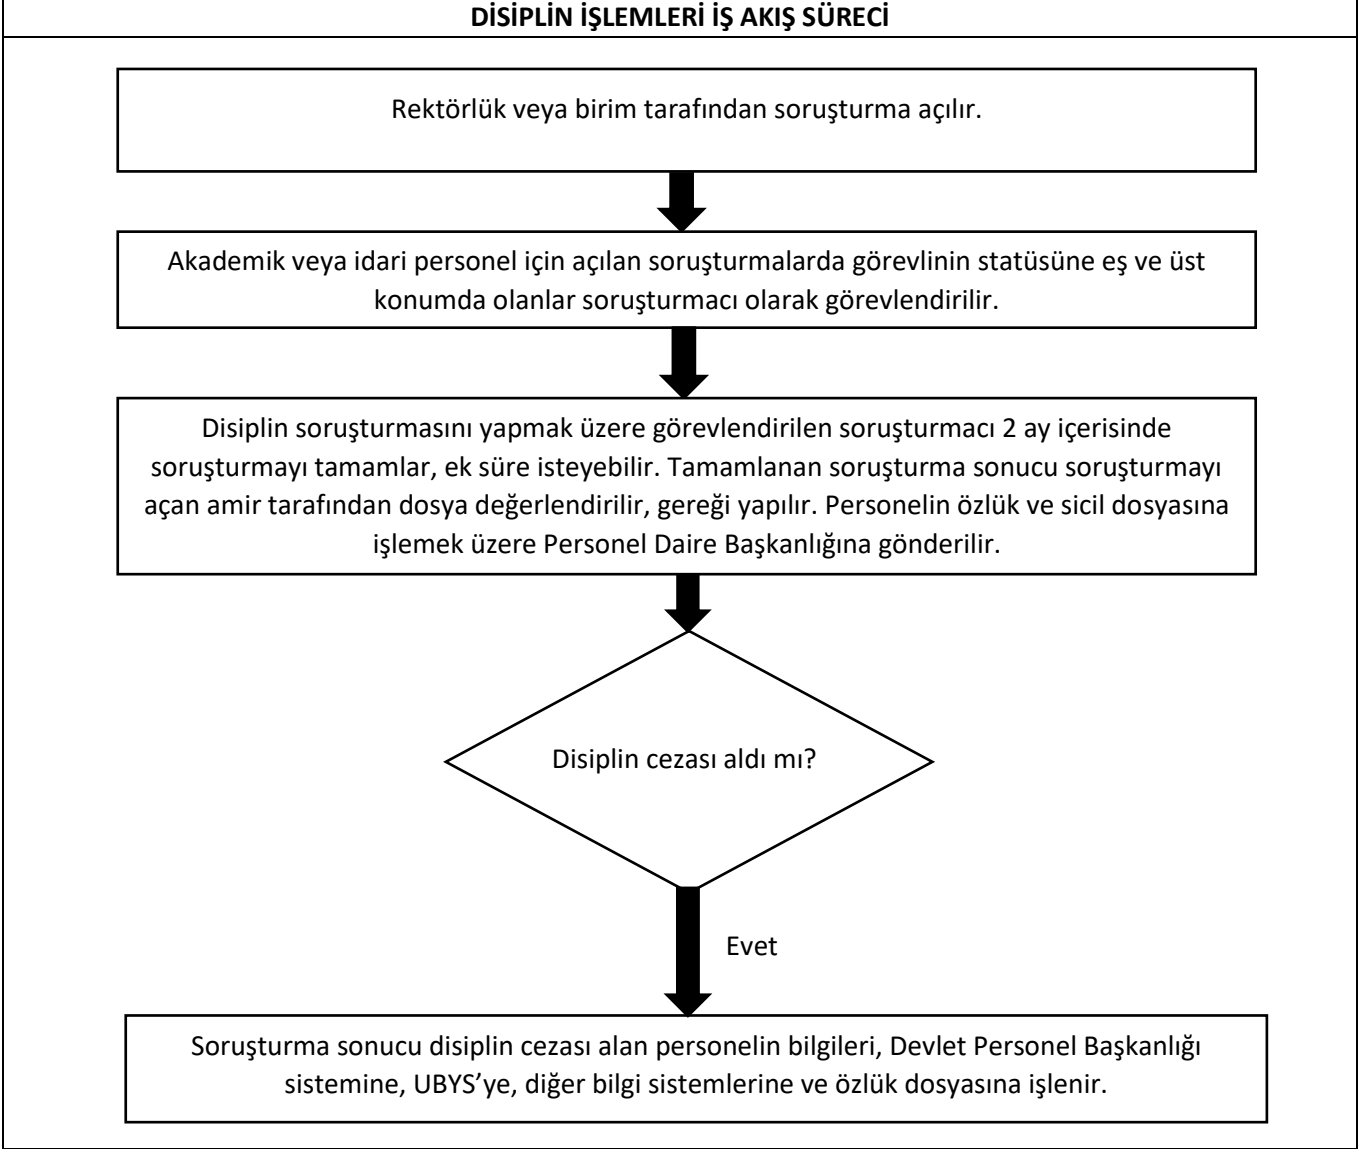 DİSİPLİN İŞLEMLERİ İŞ AKIŞ SÜRECİ
Rektörlük veya birim tarafından soruşturma açılır.
Akademik veya idari personel için açılan soruşturmalarda görevlinin statüsüne eş ve üst
konumda olanlar soruşturmacı olarak görevlendirilir.
Disiplin soruşturmasını yapmak üzere görevlendirilen soruşturmacı 2 ay içerisinde
soruşturmayı tamamlar, ek süre isteyebilir. Tamamlanan soruşturma sonucu soruşturmayı
açan amir tarafından dosya değerlendirilir, gereği yapılır. Personelin özlük ve sicil dosyasına
işlemek üzere Personel Daire Başkanlığına gönderilir.
Disiplin cezası aldı mı?
Evet
Soruşturma sonucu disiplin cezası alan personelin bilgileri, Devlet Personel Başkanlığı
sistemine, UBYS’ye, diğer bilgi sistemlerine ve özlük dosyasına işlenir.